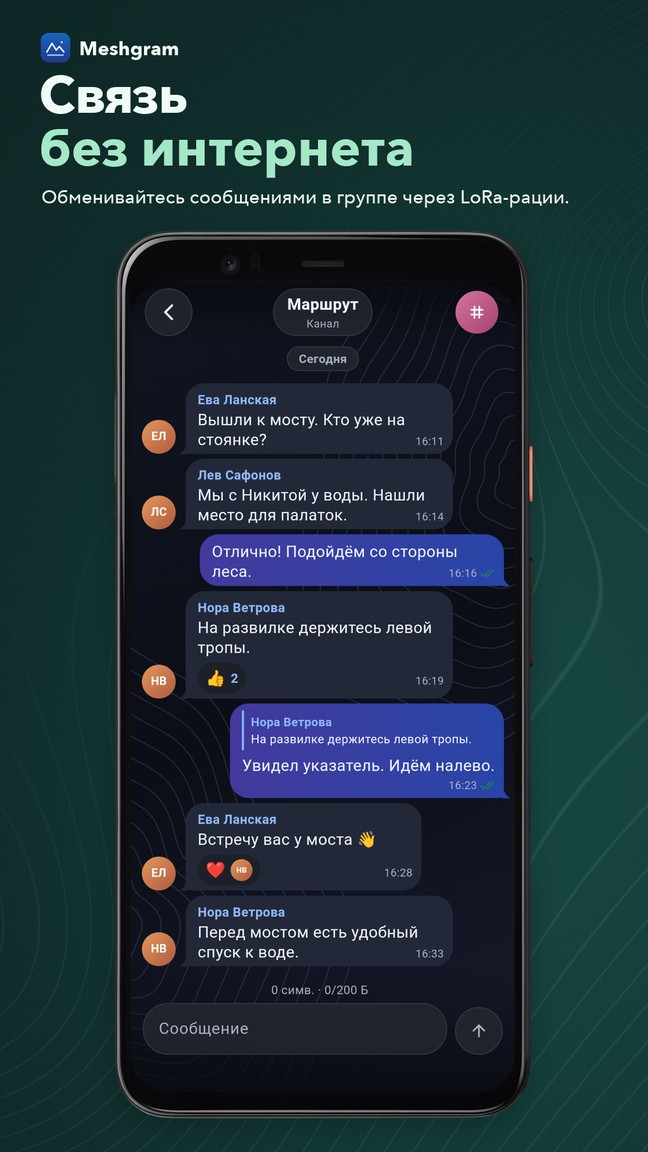 Meshgram
Связь
без интернета
Обменивайтесь сообщениями в группе через LoRa-рации.
Маршрут
Канал
Сегодня
Ева Ланская
Вышли к мосту. Кто уже на
стоянке?
16:11
ЕЛ
Лев Сафонов
Мы с Никитой у воды. Нашли
место для палаток.
16:14
ЛС
Отлично! Подойдём со стороны
леса.
16:16
Нора Ветрова
На развилке держитесь левой
тропы.
👍 2
16:19
НВ
Нора Ветрова
На развилке держитесь левой тропы.
Увидел указатель. Идём налево.
16:23
Ева Ланская
Встречу вас у моста 👋
❤️ НВ
16:28
ЕЛ
Нора Ветрова
Перед мостом есть удобный
спуск к воде.
16:33
НВ
0 симв. · 0/200 Б
Сообщение